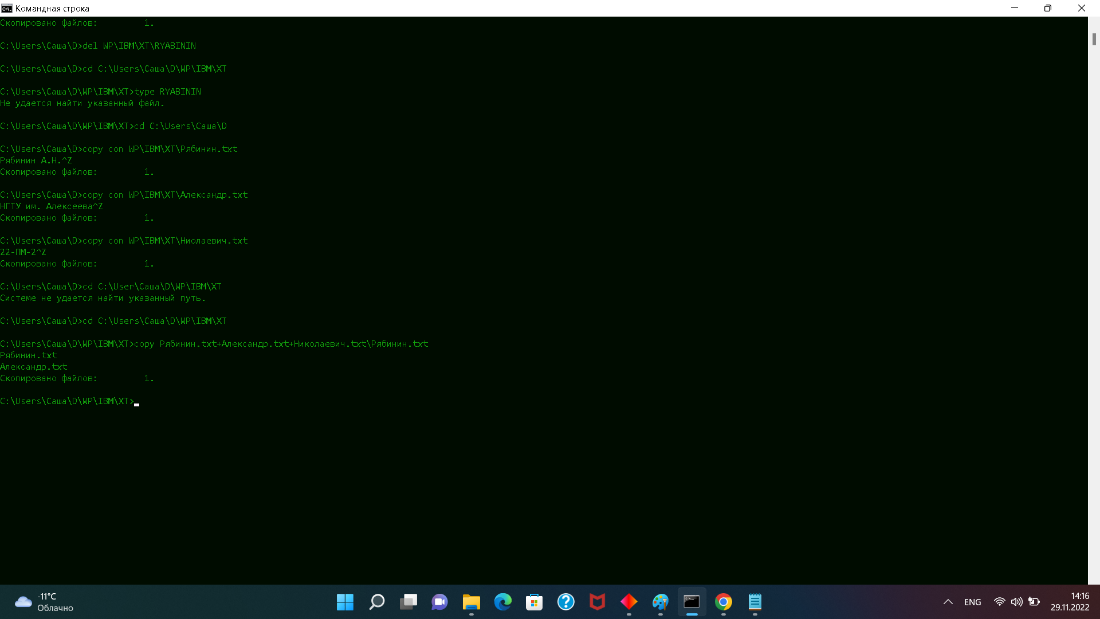 Командная строка
Скопировано файлов: 1.
C:\Users\Саша\D>del WP\IBM\XT\RYABININ
C:\Users\Саша\D>cd C:\Users\Саша\D\WP\IBM\XT
C:\Users\Саша\D\WP\IBM\XT>type RYABININ
Не удается найти указанный файл.
C:\Users\Саша\D\WP\IBM\XT>cd C:\Users\Саша\D
C:\Users\Саша\D>copy con WP\IBM\XT\Рябинин.txt
Рябинин А.Н.^Z
Скопировано файлов: 1.
C:\Users\Саша\D>copy con WP\IBM\XT\Александр.txt
НГТУ им. Алексеева^Z
Скопировано файлов: 1.
C:\Users\Саша\D>copy con WP\IBM\XT\Ниолаевич.txt
22-ПМ-2^Z
Скопировано файлов: 1.
C:\Users\Саша\D>cd C:\User\Саша\D\WP\IBM\XT
Системе не удается найти указанный путь.
C:\Users\Саша\D>cd C:\Users\Саша\D\WP\IBM\XT
C:\Users\Саша\D\WP\IBM\XT>copy Рябинин.txt+Александр.txt+Николаевич.txt\Рябинин.txt
Рябинин.txt
Александр.txt
Скопировано файлов: 1.
C:\Users\Саша\D\WP\IBM\XT>
-11°C
Облачно
ENG
14:16
29.11.2022